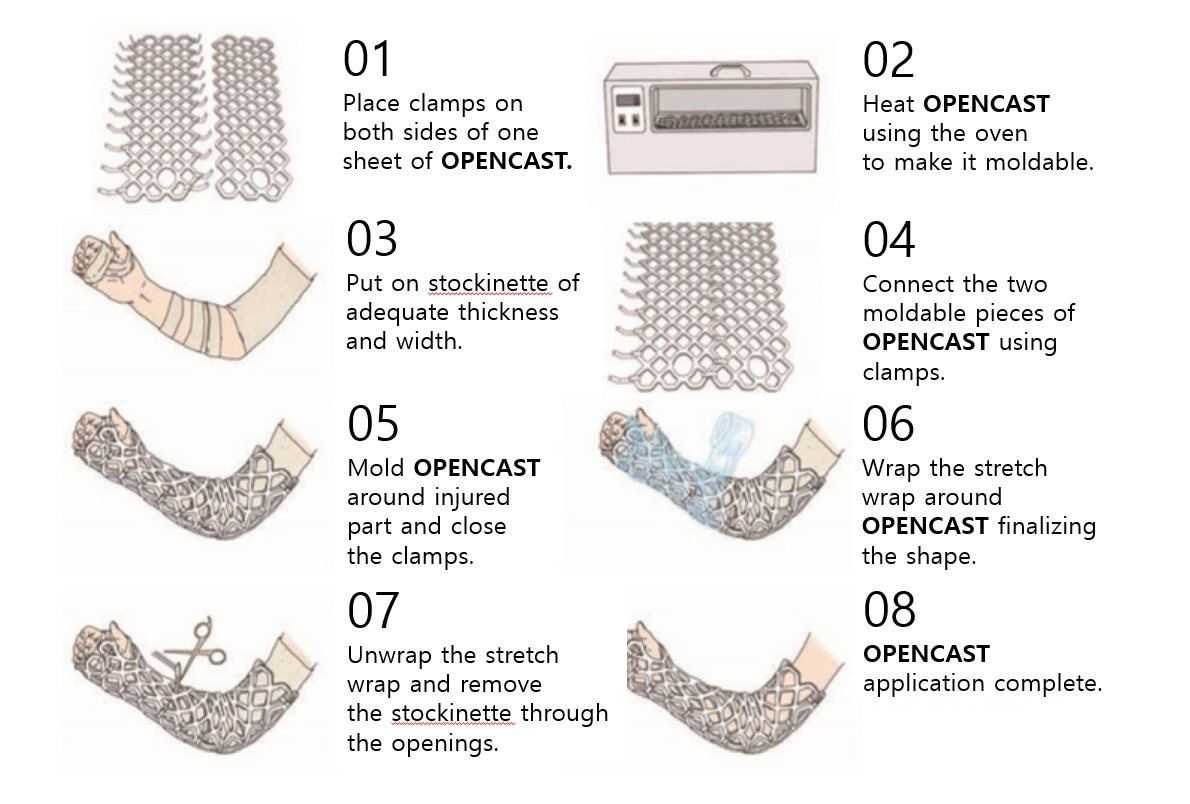 01
Place clamps on
both sides of one
sheet of OPENCAST.
02
Heat OPENCAST
using the oven
to make it moldable.
03
Put on stockinette of
adequate thickness
and width.
04
Connect the two
moldable pieces of
OPENCAST using
clamps.
05
Mold OPENCAST
around injured
part and close
the clamps.
06
Wrap the stretch
wrap around
OPENCAST finalizing
the shape.
07
Unwrap the stretch
wrap and remove
the stockinette through
the openings.
08
OPENCAST
application complete.